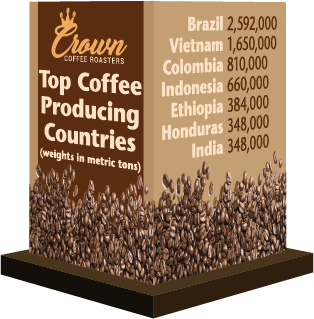 Crown
COFFEE ROASTERS
Top Coffee
Producing
Countries
(weights in metric tons)
Brazil 2,592,000
Vietnam 1,650,000
Colombia 810,000
Indonesia 660,000
Ethiopia 384,000
Honduras 348,000
India 348,000